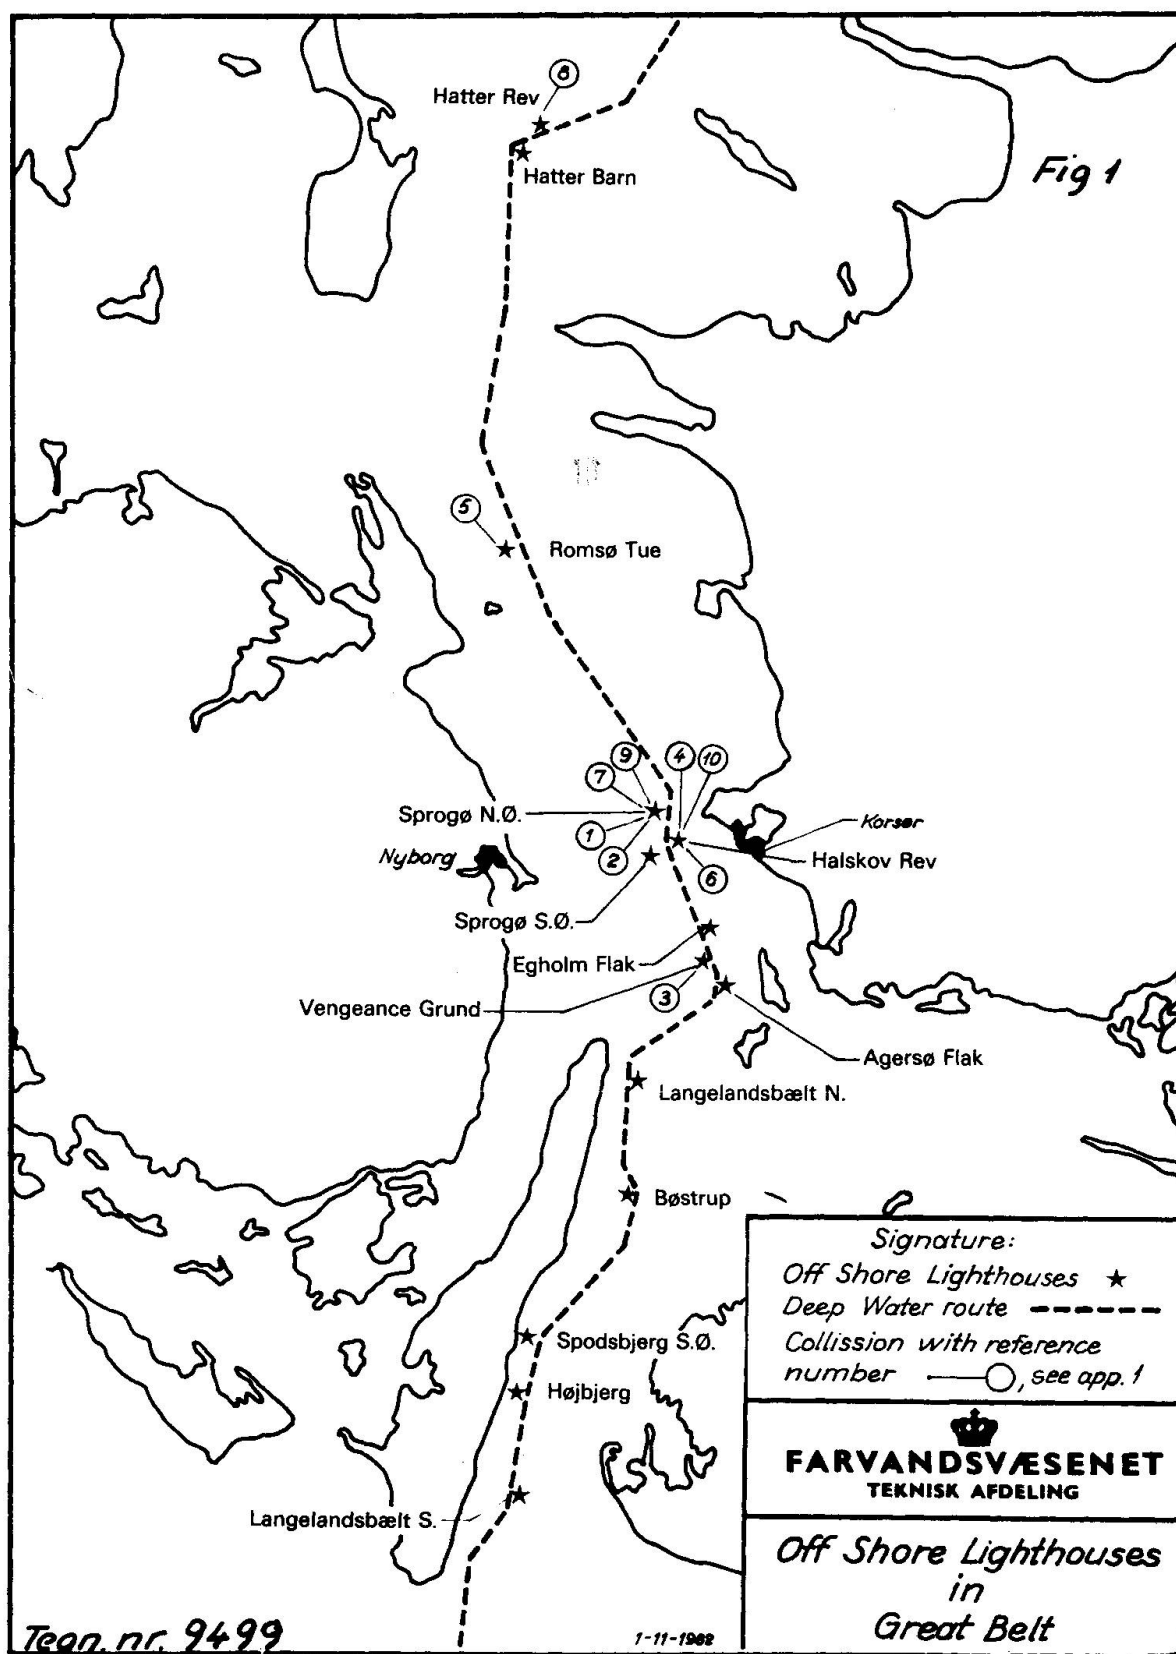 8
Hatter Rev
Hatter Barn
Fig 1
5
Romsø Tue
9
4
10
7
Sprogø N.Ø.
1
Korsør
Nyborg
2
6
Halskov Rev
Sprogø S.Ø.
Egholm Flak
3
Vengeance Grund
Agersø Flak
Langelandsbælt N.
Bøstrup
Signature:
Off Shore Lighthouses
Deep Water route
Collission with reference
number , see app. 1
Spodsbjerg S.Ø.
Højbjerg
FARVANDSVÆSENET
TEKNISK AFDELING
Langelandsbælt S.
Off Shore Lighthouses
in
Great Belt
Tegn. nr. 9499
1-11-1982